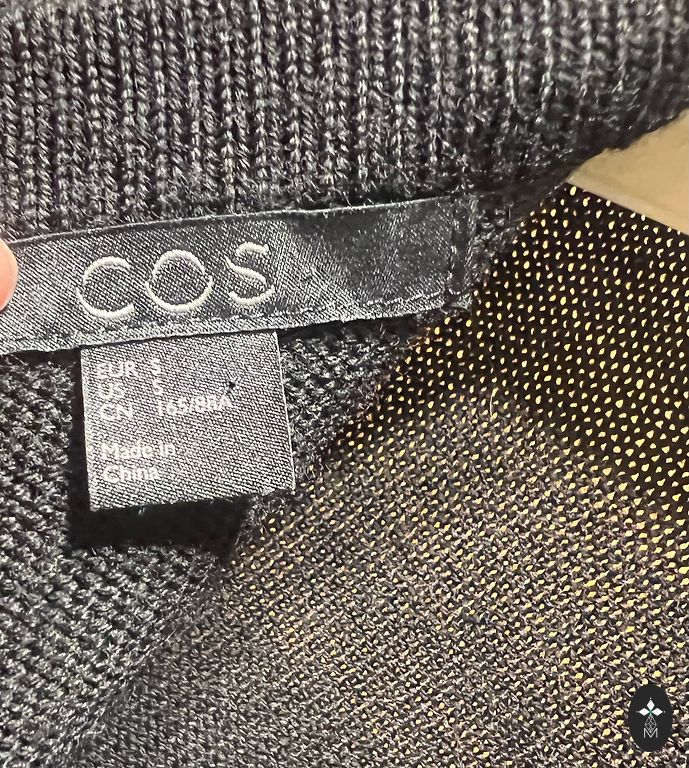 COS
EUR S
US S
CN 165/88A
Made in
China
M